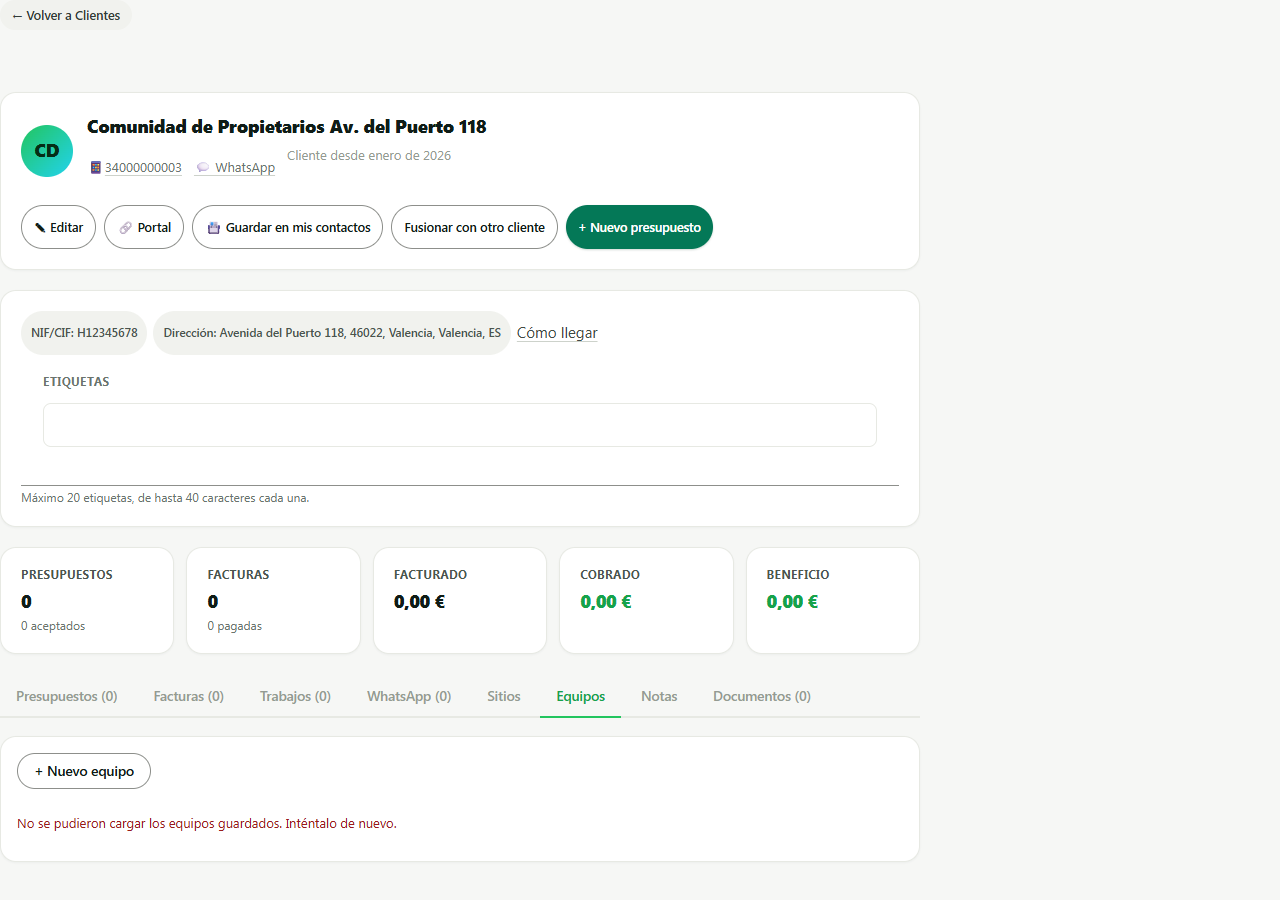 ← Volver a Clientes
CD
Comunidad de Propietarios Av. del Puerto 118
34000000003
WhatsApp
Cliente desde enero de 2026
Editar
Portal
Guardar en mis contactos
Fusionar con otro cliente
+ Nuevo presupuesto
NIF/CIF: H12345678
Dirección: Avenida del Puerto 118, 46022, Valencia, Valencia, ES
Cómo llegar
ETIQUETAS
Máximo 20 etiquetas, de hasta 40 caracteres cada una.
PRESUPUESTOS
0
0 aceptados
FACTURAS
0
0 pagadas
FACTURADO
0,00 €
COBRADO
0,00 €
BENEFICIO
0,00 €
Presupuestos (0)
Facturas (0)
Trabajos (0)
WhatsApp (0)
Sitios
Equipos
Notas
Documentos (0)
+ Nuevo equipo
No se pudieron cargar los equipos guardados. Inténtalo de nuevo.